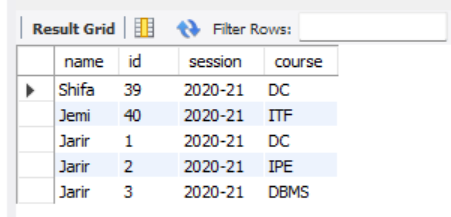 Result Grid Filter Rows:
name id session course
Shifa 39 2020-21 DC
Jemi 40 2020-21 ITF
Jarir 1 2020-21 DC
Jarir 2 2020-21 IPE
Jarir 3 2020-21 DBMS